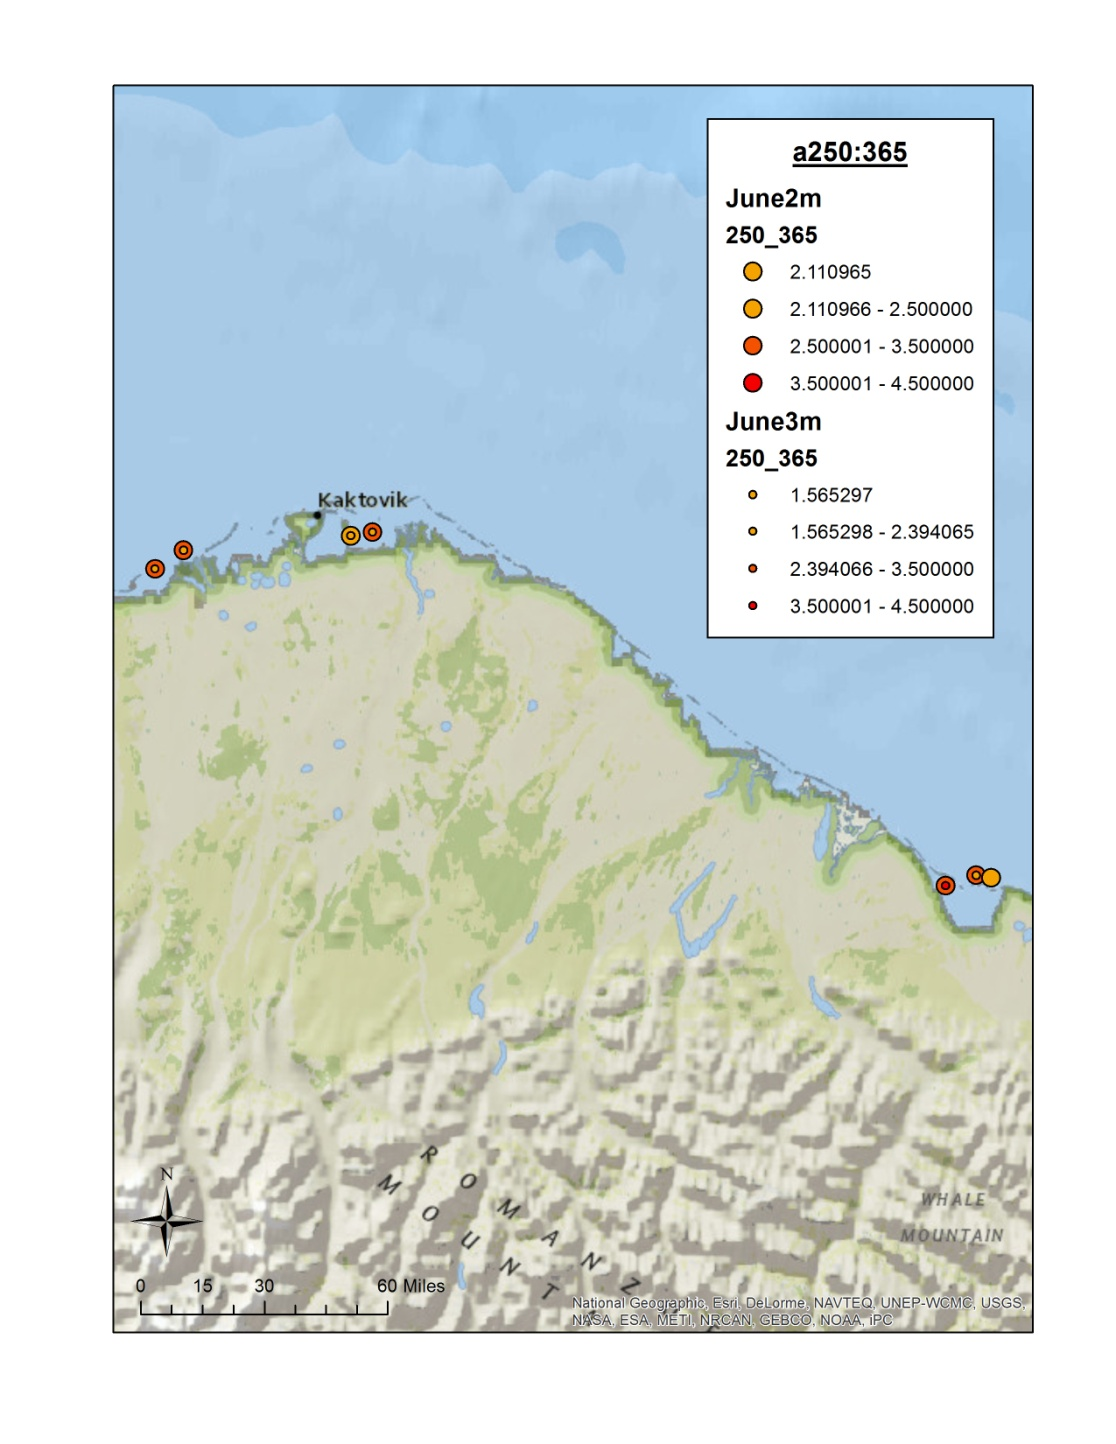 a250:365
June2m
250_365
2.110965
2.110966 - 2.500000
2.500001 - 3.500000
3.500001 - 4.500000
June3m
250_365
1.565297
1.565298 - 2.394065
2.394066 - 3.500000
3.500001 - 4.500000
Kaktovik
ROMANZ
MOUNT
WHALE
MOUNTAIN
N
0 15 30 60 Miles
National Geographic, Esri, DeLorme, NAVTEQ, UNEP-WCMC, USGS,
NASA, ESA, METI, NRCAN, GEBCO, NOAA, iPC